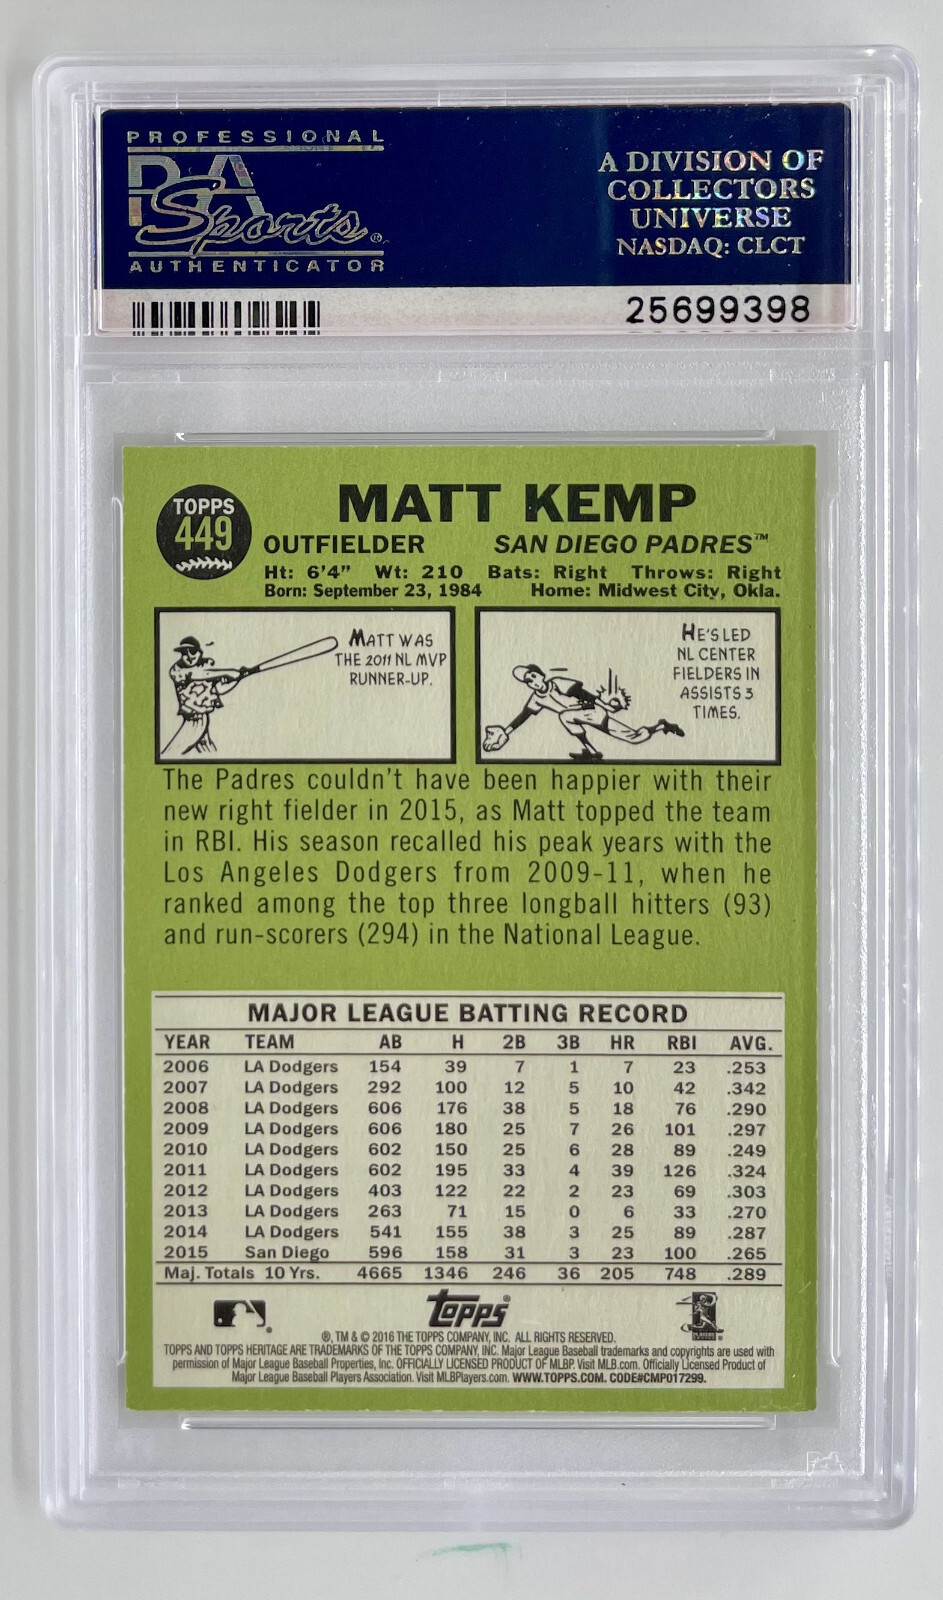 PROFESSIONAL
PSA
Sports®
AUTHENTICATOR
A DIVISION OF
COLLECTORS
UNIVERSE
NASDAQ: CLCT
25699398
TOPPS
449
MATT KEMP
OUTFIELDER SAN DIEGO PADRES™
Ht: 6'4" Wt: 210 Bats: Right Throws: Right
Born: September 23, 1984 Home: Midwest City, Okla.
MATT WAS
THE 2011 NL MVP
RUNNER-UP.
HE'S LED
NL CENTER
FIELDERS IN
ASSISTS 3
TIMES.
The Padres couldn't have been happier with their
new right fielder in 2015, as Matt topped the team
in RBI. His season recalled his peak years with the
Los Angeles Dodgers from 2009-11, when he
ranked among the top three longball hitters (93)
and run-scorers (294) in the National League.
MAJOR LEAGUE BATTING RECORD
YEAR TEAM AB H 2B 3B HR RBI AVG.
2006 LA Dodgers 154 39 7 1 7 23 .253
2007 LA Dodgers 292 100 12 5 10 42 .342
2008 LA Dodgers 606 176 38 5 18 76 .290
2009 LA Dodgers 606 180 25 7 26 101 .297
2010 LA Dodgers 602 150 25 6 28 89 .249
2011 LA Dodgers 602 195 33 4 39 126 .324
2012 LA Dodgers 403 122 22 2 23 69 .303
2013 LA Dodgers 263 71 15 0 6 33 .270
2014 LA Dodgers 541 155 38 3 25 89 .287
2015 San Diego 596 158 31 3 23 100 .265
Maj. Totals 10 Yrs. 4665 1346 246 36 205 748 .289
topps®
®, TM & © 2016 THE TOPPS COMPANY, INC. ALL RIGHTS RESERVED.
TOPPS AND TOPPS HERITAGE ARE TRADEMARKS OF THE TOPPS COMPANY, INC. Major League Baseball trademarks and copyrights are used with
permission of Major League Baseball Properties, Inc. OFFICIALLY LICENSED PRODUCT OF MLBP. Visit MLB.com. Officially Licensed Product of
Major League Baseball Players Association. Visit MLBPlayers.com. WWW.TOPPS.COM. CODE#CMP017299.
PSA